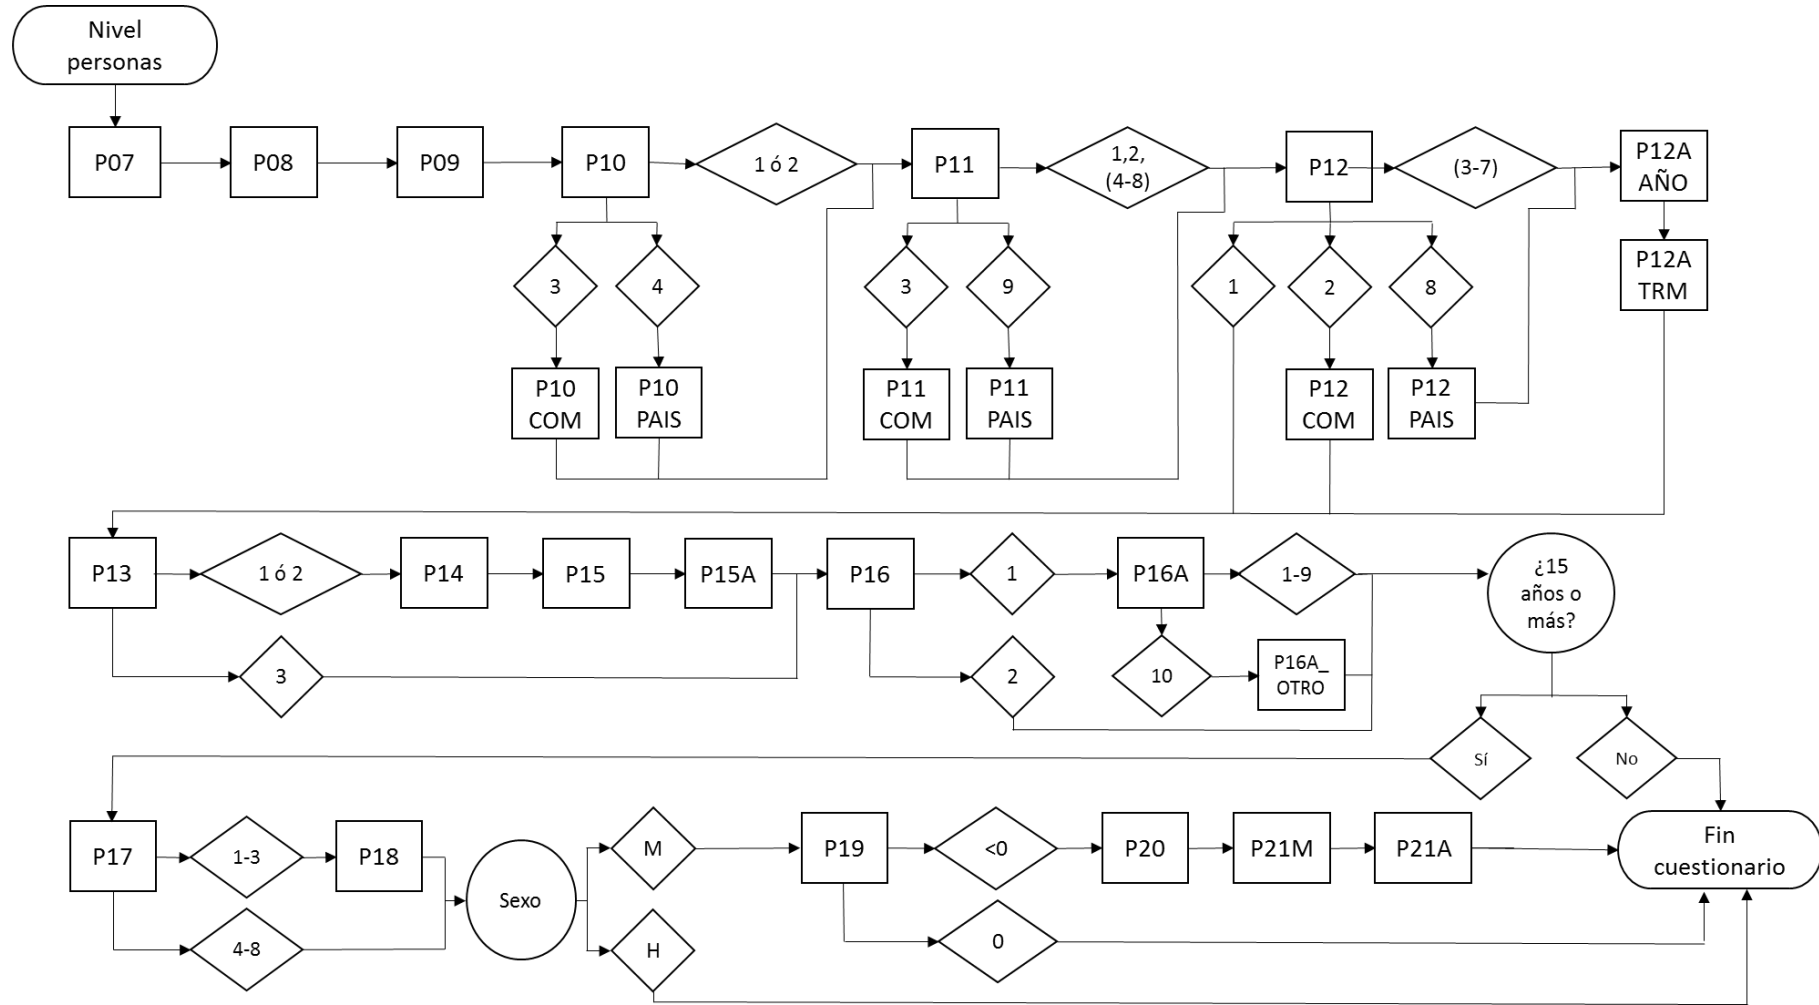 Nivel
personas
P07
P08
P09
P10
1 ó 2
P11
1,2,
(4-8)
P12
(3-7)
P12A
AÑO
P12A
TRM
3
4
3
9
1
2
8
P10
COM
P10
PAIS
P11
COM
P11
PAIS
P12
COM
P12
PAIS
P13
1 ó 2
P14
P15
P15A
P16
1
P16A
1-9
¿15
años o
más?
3
2
10
P16A_
OTRO
Sí
No
P17
1-3
P18
Sexo
M
P19
<0
P20
P21M
P21A
Fin
cuestionario
4-8
H
0